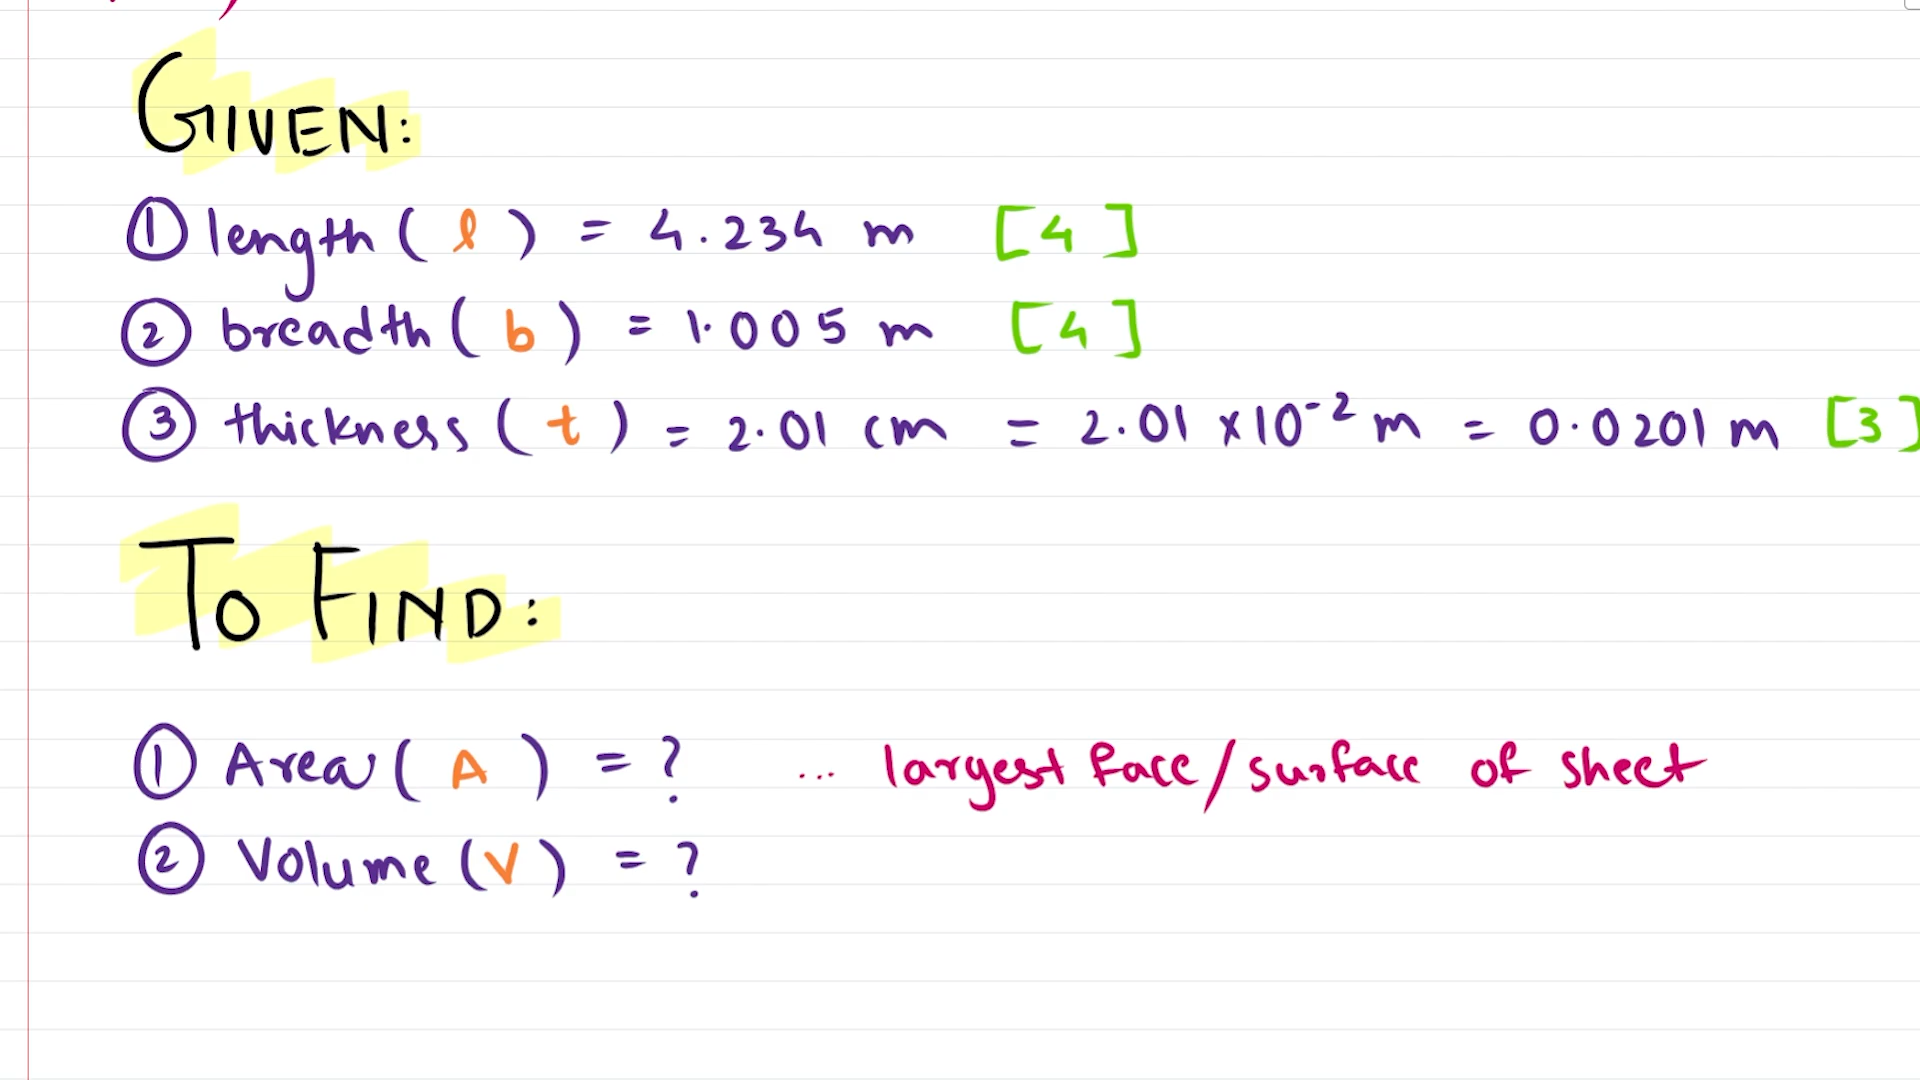 GIVEN:
① length ( l ) = 4.234 m [4]
② breadth ( b ) = 1.005 m [4]
③ thickness ( t ) = 2.01 cm = 2.01 x 10⁻² m = 0.0201 m [3]
TO FIND:
① Area ( A ) = ? ... largest face/surface of sheet
② Volume (V) = ?